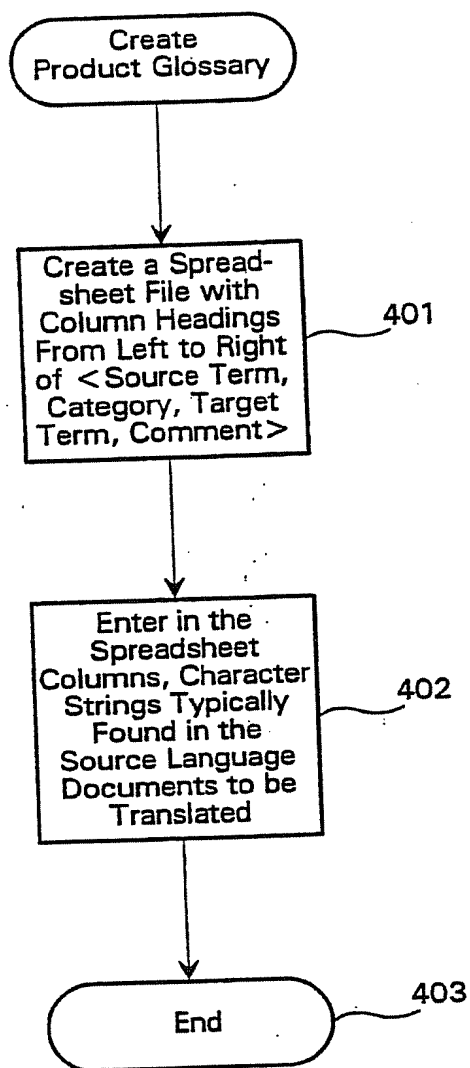 Create
Product Glossary
Create a Spread-
sheet File with
Column Headings
From Left to Right
of <Source Term,
Category, Target
Term, Comment>
401
Enter in the
Spreadsheet
Columns, Character
Strings Typically
Found in the
Source Language
Documents to be
Translated
402
End
403